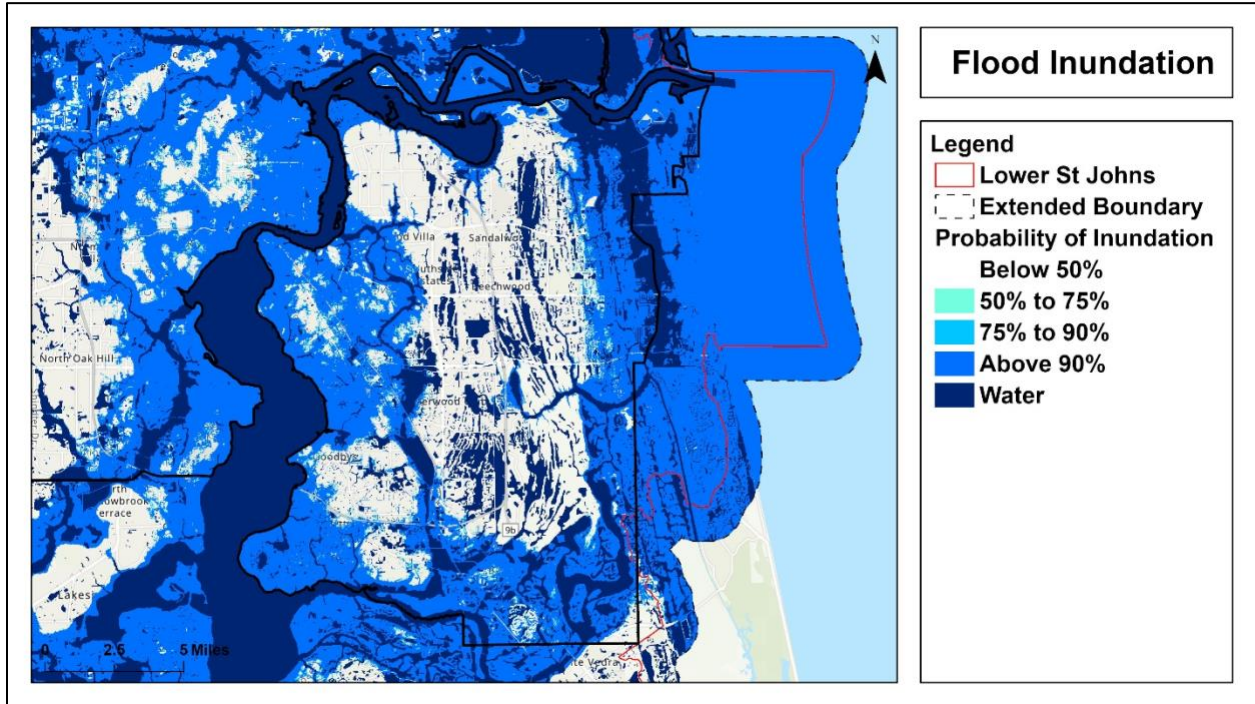 Flood Inundation
N
Legend
Lower St Johns
Extended Boundary
Probability of Inundation
Below 50%
50% to 75%
75% to 90%
Above 90%
Water
Villa
Sandalwood
Beechwood
North Oak Hill
9b
0 2.5 5 Miles